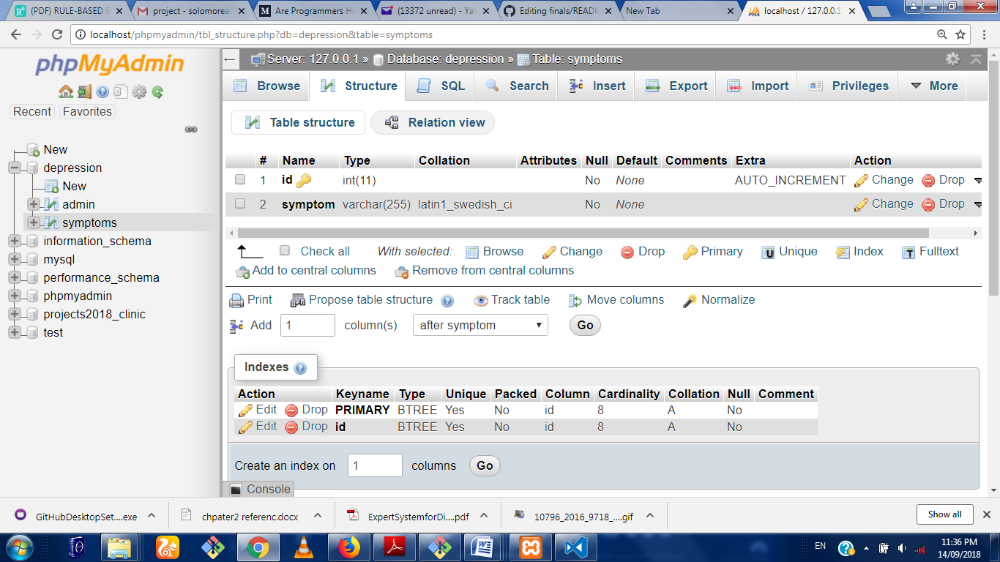 (PDF) RULE-BASED E
project - solomoreal
Are Programmers He
(13372 unread) - Yah
Editing finals/READM
New Tab
localhost / 127.0.0.1
localhost/phpmyadmin/tbl_structure.php?db=depression&table=symptoms
phpMyAdmin
Recent Favorites
New
depression
New
admin
symptoms
information_schema
mysql
performance_schema
phpmyadmin
projects2018_clinic
test
Server: 127.0.0.1 » Database: depression » Table: symptoms
Browse Structure SQL Search Insert Export Import Privileges More
Table structure Relation view
# Name Type Collation Attributes Null Default Comments Extra Action
1 id int(11) No None AUTO_INCREMENT Change Drop
2 symptom varchar(255) latin1_swedish_ci No None Change Drop
Check all With selected: Browse Change Drop Primary Unique Index Fulltext
Add to central columns Remove from central columns
Print Propose table structure Track table Move columns Normalize
Add 1 column(s) after symptom Go
Indexes
Action Keyname Type Unique Packed Column Cardinality Collation Null Comment
Edit Drop PRIMARY BTREE Yes No id 8 A No
Edit Drop id BTREE Yes No id 8 A No
Create an index on 1 columns Go
Console
GitHubDesktopSet....exe chpater2 referenc.docx ExpertSystemforDi....pdf 10796_2016_9718_....gif Show all
EN 11:36 PM
14/09/2018